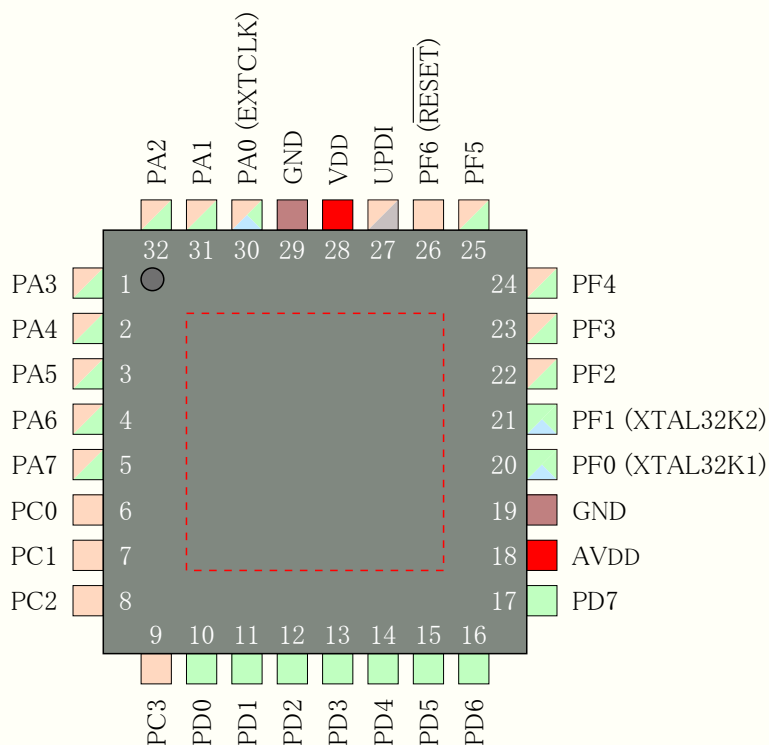 PA2
PA1
PA0 (EXTCLK)
GND
VDD
UPDI
PF6 (RESET)
PF5
32 31 30 29 28 27 26 25
PA3 1 24 PF4
PA4 2 23 PF3
PA5 3 22 PF2
PA6 4 21 PF1 (XTAL32K2)
PA7 5 20 PF0 (XTAL32K1)
PC0 6 19 GND
PC1 7 18 AVDD
PC2 8 17 PD7
9 10 11 12 13 14 15 16
PC3
PD0
PD1
PD2
PD3
PD4
PD5
PD6